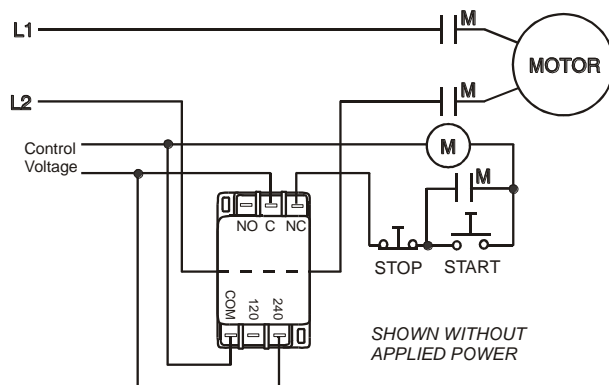 L1
M
MOTOR
L2
M
Control
Voltage
M
M
NO C NC
STOP START
COM 120 240
SHOWN WITHOUT
APPLIED POWER